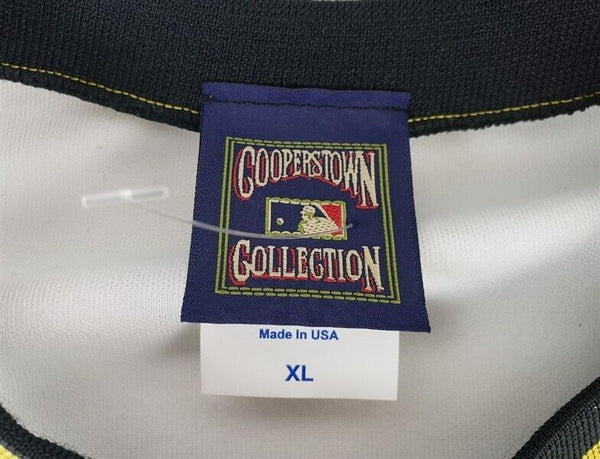 COOPERSTOWN
COLLECTION
Made In USA
XL